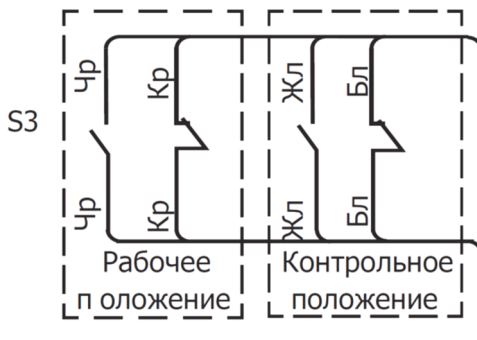 Чр Кр Жл Бл
S3
Чр Кр Жл Бл
Рабочее Контрольное
п оложение положение